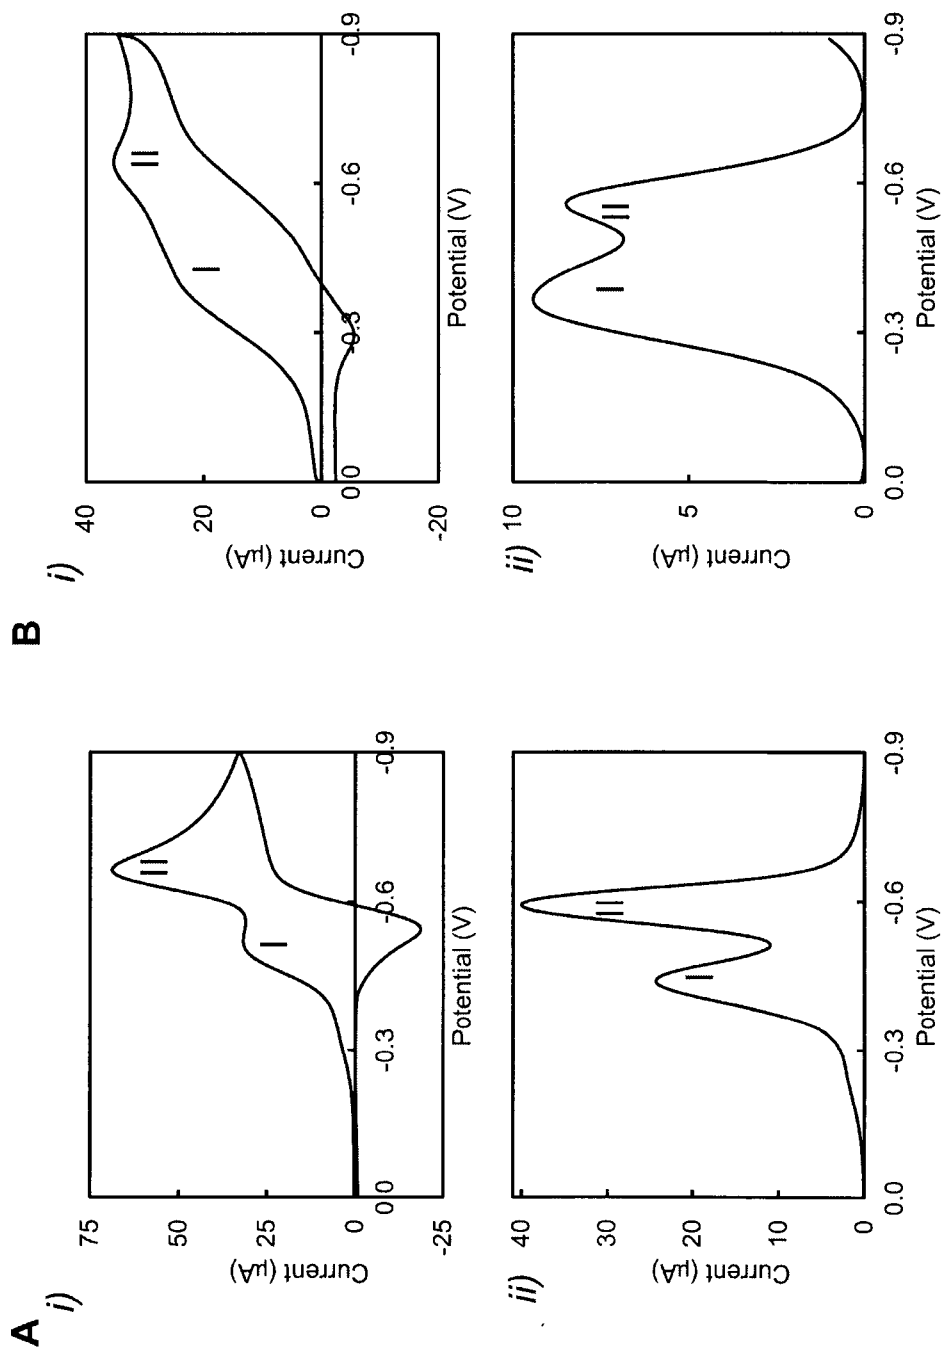 A
i)
75
50
25
0
-25
Current (µA)
0.0
-0.3
-0.6
-0.9
Potential (V)
I
II
ii)
40
30
20
10
0
Current (µA)
0.0
-0.3
-0.6
-0.9
Potential (V)
I
II
B
i)
40
20
0
-20
Current (µA)
0.0
-0.3
-0.6
-0.9
Potential (V)
I
II
ii)
10
5
0
Current (µA)
0.0
-0.3
-0.6
-0.9
Potential (V)
I
II